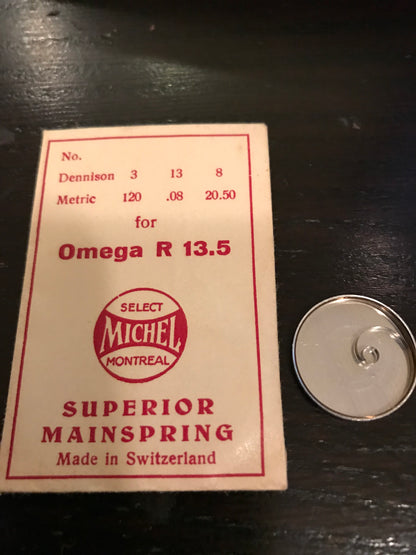 No.
Dennison 3 13 8
Metric 120 .08 20.50
for
Omega R 13.5
SELECT
MICHEL
MONTREAL
SUPERIOR
MAINSPRING
Made in Switzerland